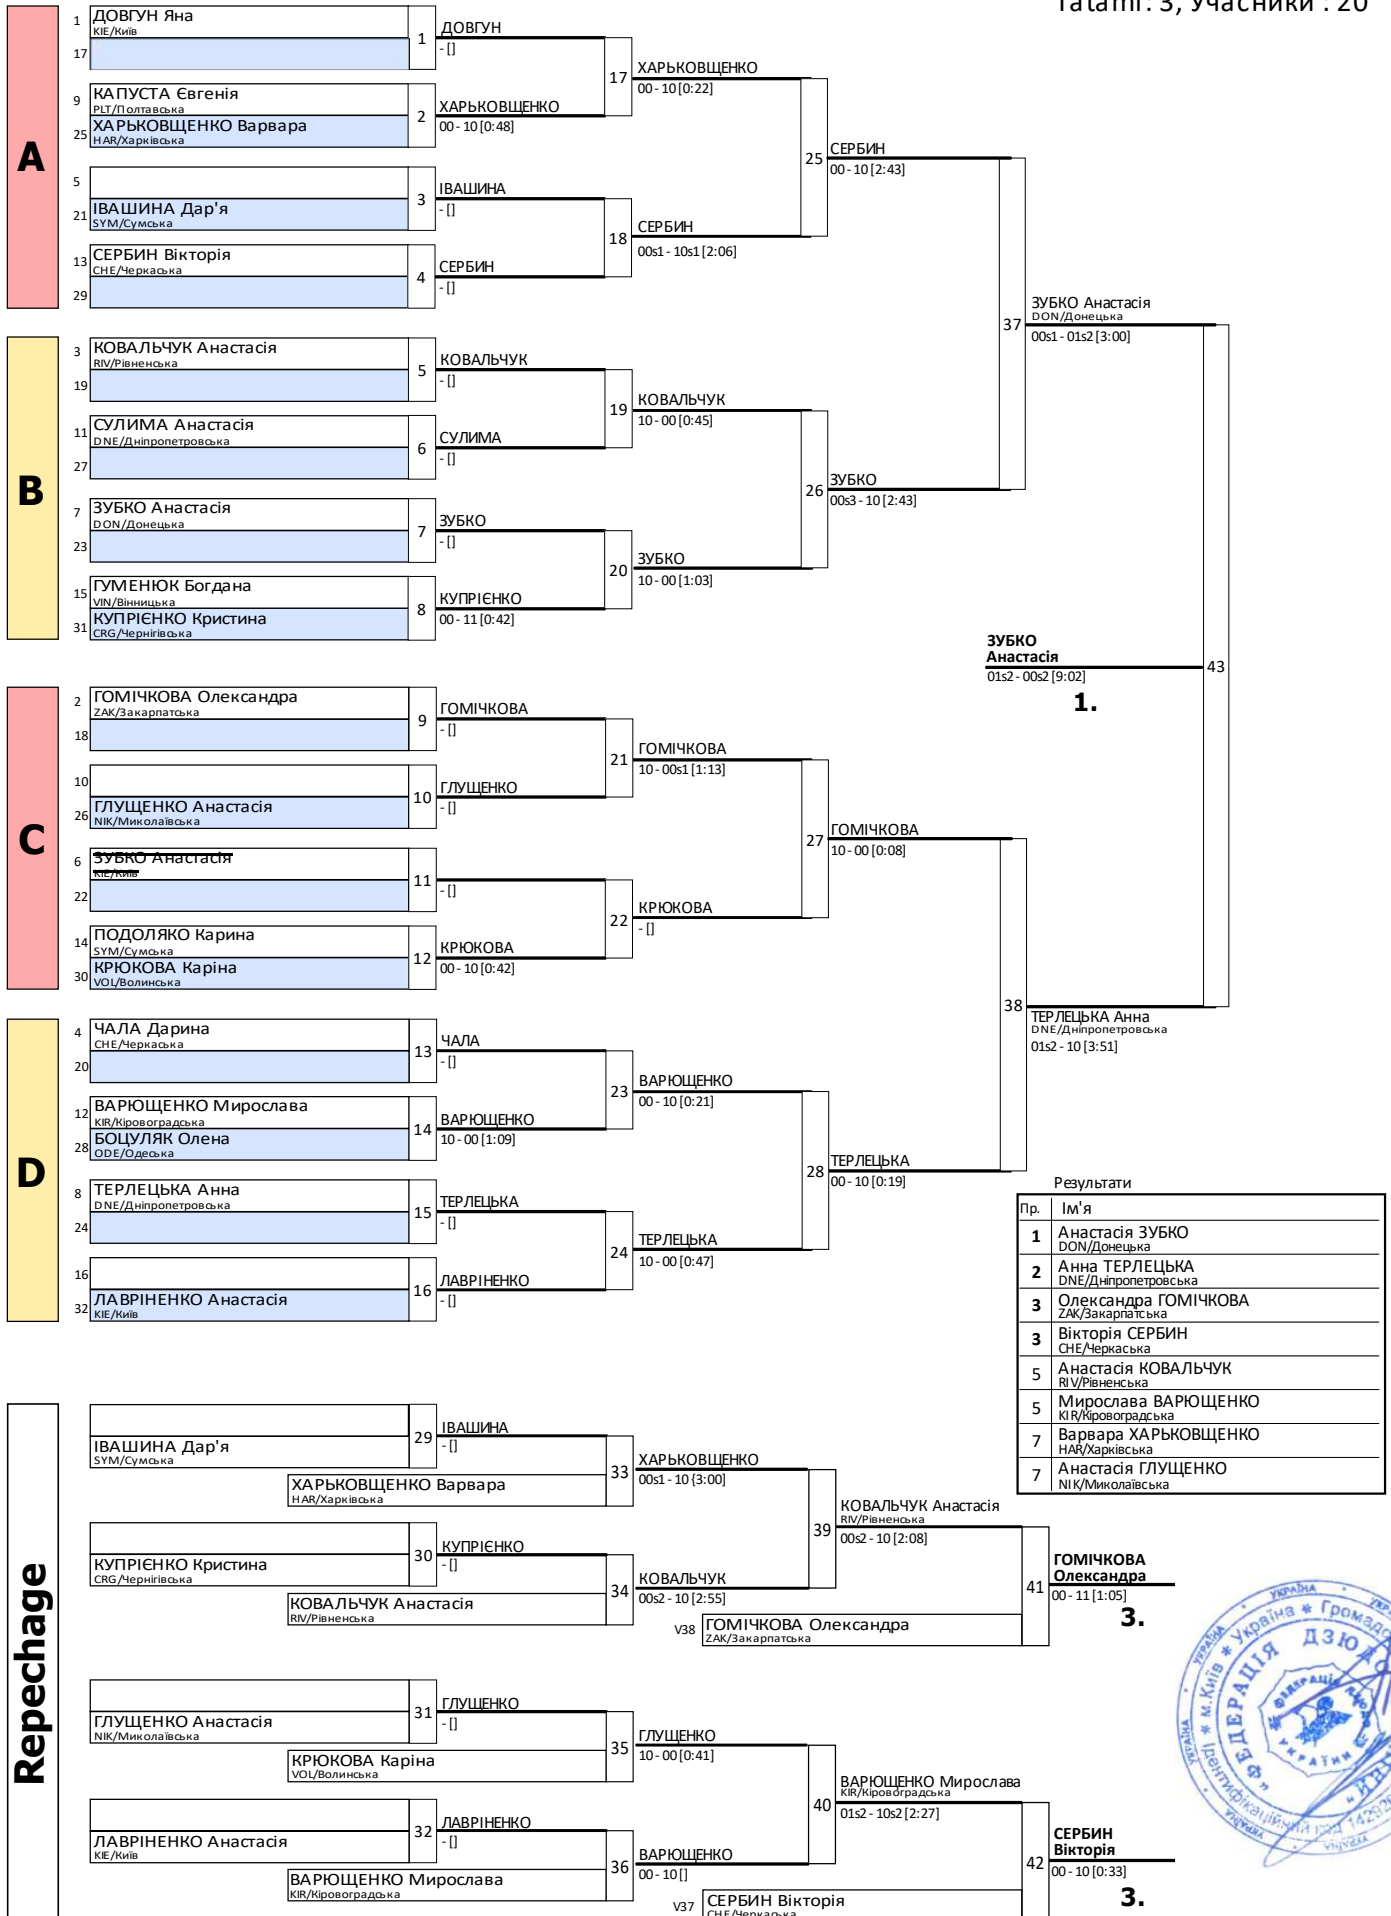 Tatami: 3, Учасники : 20
A
1 ДОВГУН Яна
KIE/Київ
17
1
ДОВГУН
- []
9 КАПУСТА Євгенія
PLT/Полтавська
25 ХАРЬКОВЩЕНКО Варвара
HAR/Харківська
2
ХАРЬКОВЩЕНКО
00 - 10 [0:48]
17
ХАРЬКОВЩЕНКО
00 - 10 [0:22]
5
21 ІВАШИНА Дар'я
SYM/Сумська
3
ІВАШИНА
- []
13 СЕРБИН Вікторія
CHE/Черкаська
29
4
СЕРБИН
- []
18
СЕРБИН
00s1 - 10s1 [2:06]
25
СЕРБИН
00 - 10 [2:43]
B
3 КОВАЛЬЧУК Анастасія
RIV/Рівненська
19
5
КОВАЛЬЧУК
- []
11 СУЛИМА Анастасія
DNE/Дніпропетровська
27
6
СУЛИМА
- []
19
КОВАЛЬЧУК
10 - 00 [0:45]
7 ЗУБКО Анастасія
DON/Донецька
23
7
ЗУБКО
- []
15 ГУМЕНЮК Богдана
VIN/Вінницька
31 КУПРІЄНКО Кристина
CRG/Чернігівська
8
КУПРІЄНКО
00 - 11 [0:42]
20
ЗУБКО
10 - 00 [1:03]
26
ЗУБКО
00s3 - 10 [2:43]
37
ЗУБКО Анастасія
DON/Донецька
00s1 - 01s2 [3:00]
ЗУБКО
Анастасія
01s2 - 00s2 [9:02]
1.
43
C
2 ГОМІЧКОВА Олександра
ZAK/Закарпатська
18
9
ГОМІЧКОВА
- []
10
26 ГЛУЩЕНКО Анастасія
NIK/Миколаївська
10
ГЛУЩЕНКО
- []
21
ГОМІЧКОВА
10 - 00s1 [1:13]
6 ЗУБКО Анастасія
KIE/Київ
22
11
- []
14 ПОДОЛЯКО Карина
SYM/Сумська
30 КРЮКОВА Каріна
VOL/Волинська
12
КРЮКОВА
00 - 10 [0:42]
22
КРЮКОВА
- []
27
ГОМІЧКОВА
10 - 00 [0:08]
D
4 ЧАЛА Дарина
CHE/Черкаська
20
13
ЧАЛА
- []
12 ВАРЮЩЕНКО Мирослава
KIR/Кіровоградська
28 БОЦУЛЯК Олена
ODE/Одеська
14
ВАРЮЩЕНКО
10 - 00 [1:09]
23
ВАРЮЩЕНКО
00 - 10 [0:21]
8 ТЕРЛЕЦЬКА Анна
DNE/Дніпропетровська
24
15
ТЕРЛЕЦЬКА
- []
16
32 ЛАВРІНЕНКО Анастасія
KIE/Київ
16
ЛАВРІНЕНКО
- []
24
ТЕРЛЕЦЬКА
10 - 00 [0:47]
28
ТЕРЛЕЦЬКА
00 - 10 [0:19]
38
ТЕРЛЕЦЬКА Анна
DNE/Дніпропетровська
01s2 - 10 [3:51]
Результати
Пр. Ім'я
1 Анастасія ЗУБКО
DON/Донецька
2 Анна ТЕРЛЕЦЬКА
DNE/Дніпропетровська
3 Олександра ГОМІЧКОВА
ZAK/Закарпатська
3 Вікторія СЕРБИН
CHE/Черкаська
5 Анастасія КОВАЛЬЧУК
RIV/Рівненська
5 Мирослава ВАРЮЩЕНКО
KIR/Кіровоградська
7 Варвара ХАРЬКОВЩЕНКО
HAR/Харківська
7 Анастасія ГЛУЩЕНКО
NIK/Миколаївська
Repechage
ІВАШИНА Дар'я
SYM/Сумська
29
ІВАШИНА
- []
ХАРЬКОВЩЕНКО Варвара
HAR/Харківська
33
ХАРЬКОВЩЕНКО
00s1 - 10 {3:00]
КУПРІЄНКО Кристина
CRG/Чернігівська
30
КУПРІЄНКО
- []
КОВАЛЬЧУК Анастасія
RIV/Рівненська
34
КОВАЛЬЧУК
00s2 - 10 [2:55]
39
КОВАЛЬЧУК Анастасія
RIV/Рівненська
00s2 - 10 [2:08]
V38 ГОМІЧКОВА Олександра
ZAK/Закарпатська
41
ГОМІЧКОВА
Олександра
00 - 11 [1:05]
3.
ГЛУЩЕНКО Анастасія
NIK/Миколаївська
31
ГЛУЩЕНКО
- []
КРЮКОВА Каріна
VOL/Волинська
35
ГЛУЩЕНКО
10 - 00 [0:41]
ЛАВРІНЕНКО Анастасія
KIE/Київ
32
ЛАВРІНЕНКО
- []
ВАРЮЩЕНКО Мирослава
KIR/Кіровоградська
36
ВАРЮЩЕНКО
00 - 10 []
40
ВАРЮЩЕНКО Мирослава
KIR/Кіровоградська
01s2 - 10s2 [2:27]
V37 СЕРБИН Вікторія
CHE/Черкаська
42
СЕРБИН
Вікторія
00 - 10 [0:33]
3.
УКРАЇНА
м.Київ * Україна *
ФЕДЕРАЦІЯ